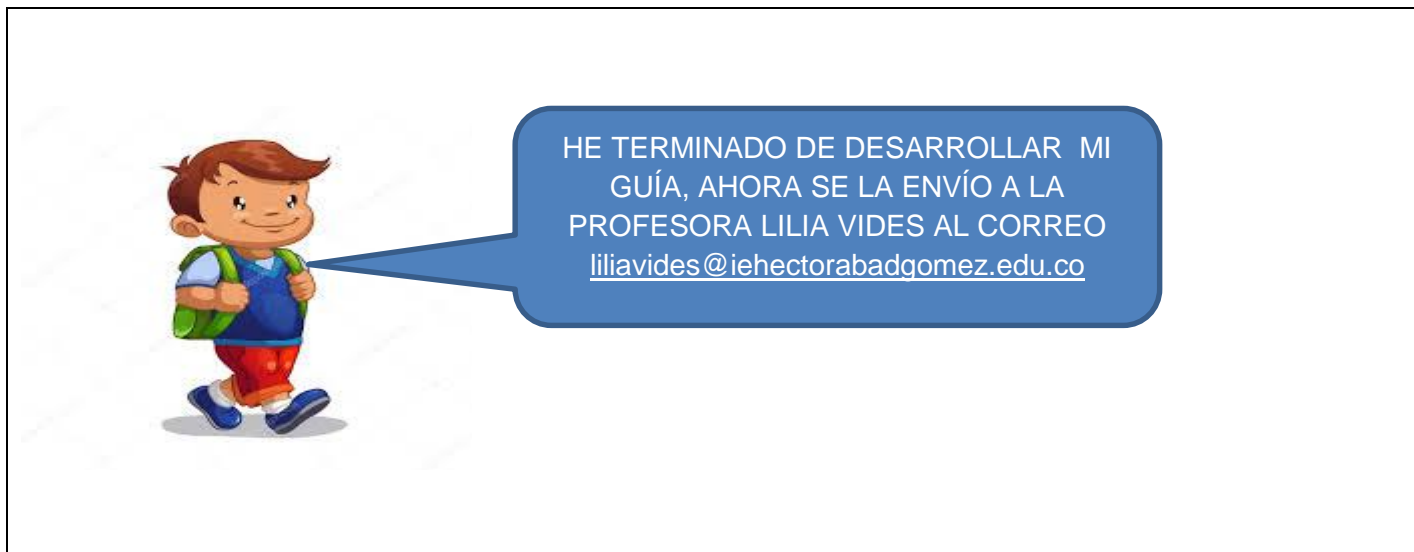 HE TERMINADO DE DESARROLLAR  MI
GUÍA, AHORA SE LA ENVÍO A LA
PROFESORA LILIA VIDES AL CORREO
liliavides@iehectorabadgomez.edu.co